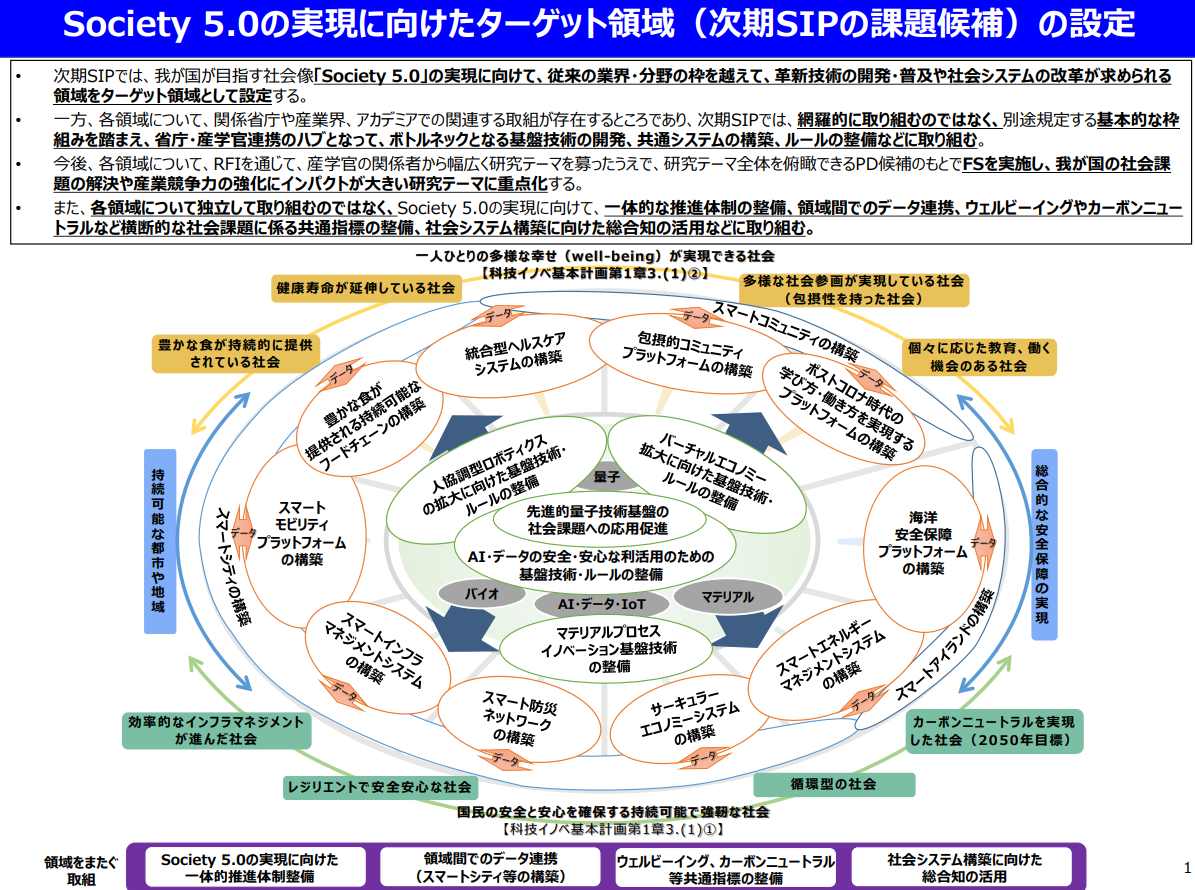 Society 5.0の実現に向けたターゲット領域（次期SIPの課題候補）の設定
• 次期SIPでは、我が国が目指す社会像「Society 5.0」の実現に向けて、従来の業界・分野の枠を越えて、革新技術の開発・普及や社会システムの改革が求められる
領域をターゲット領域として設定する。
• 一方、各領域について、関係省庁や産業界、アカデミアでの関連する取組が存在するところであり、次期SIPでは、網羅的に取り組むのではなく、別途規定する基本的な枠
組みを踏まえ、省庁・産学官連携のハブとなって、ボトルネックとなる基盤技術の開発、共通システムの構築、ルールの整備などに取り組む。
• 今後、各領域について、RFIを通じて、産学官の関係者から幅広く研究テーマを募ったうえで、研究テーマ全体を俯瞰できるPD候補のもとでFSを実施し、我が国の社会課
題の解決や産業競争力の強化にインパクトが大きい研究テーマに重点化する。
• また、各領域について独立して取り組むのではなく、Society 5.0の実現に向けて、一体的な推進体制の整備、領域間でのデータ連携、ウェルビーイングやカーボンニュー
トラルなど横断的な社会課題に係る共通指標の整備、社会システム構築に向けた総合知の活用などに取り組む。
一人ひとりの多様な幸せ（well-being）が実現できる社会
【科技イノベ基本計画第1章3.(1)②】
健康寿命が延伸している社会
多様な社会参画が実現している社会
（包摂性を持った社会）
豊かな食が持続的に提供
されている社会
個々に応じた教育、働く
機会のある社会
データ
データ
スマートコミュニティの構築
統合型ヘルスケア
システムの構築
包摂的コミュニティ
プラットフォームの構築
データ
豊かな食が
提供される持続可能な
フードチェーンの構築
データ
ポストコロナ時代の
学び方・働き方を実現する
プラットフォームの構築
人協調型ロボティクス
の拡大に向けた基盤技術・
ルールの整備
バーチャルエコノミー
拡大に向けた基盤技術・
ルールの整備
量子
持続可能な都市や地域
総合的な安全保障の実現
スマートシティの構築
データ
スマート
モビリティ
プラットフォーム
の構築
先進的量子技術基盤の
社会課題への応用促進
AI・データの安全・安心な利活用のための
基盤技術・ルールの整備
海洋
安全保障
プラットフォーム
の構築
データ
バイオ
AI・データ・IoT
マテリアル
マテリアルプロセス
イノベーション基盤技術
の整備
スマートインフラ
マネジメントシステム
の構築
データ
スマートエネルギー
マネジメントシステム
の構築
データ
スマートアイランドの構築
スマート防災
ネットワーク
の構築
データ
サーキュラー
エコノミーシステム
の構築
データ
効率的なインフラマネジメント
が進んだ社会
カーボンニュートラルを実現
した社会（2050年目標）
レジリエントで安全安心な社会
循環型の社会
国民の安全と安心を確保する持続可能で強靭な社会
【科技イノベ基本計画第1章3.(1)①】
領域をまたぐ
取組
Society 5.0の実現に向けた
一体的推進体制整備
領域間でのデータ連携
（スマートシティ等の構築）
ウェルビーイング、カーボンニュートラル
等共通指標の整備
社会システム構築に向けた
総合知の活用
1